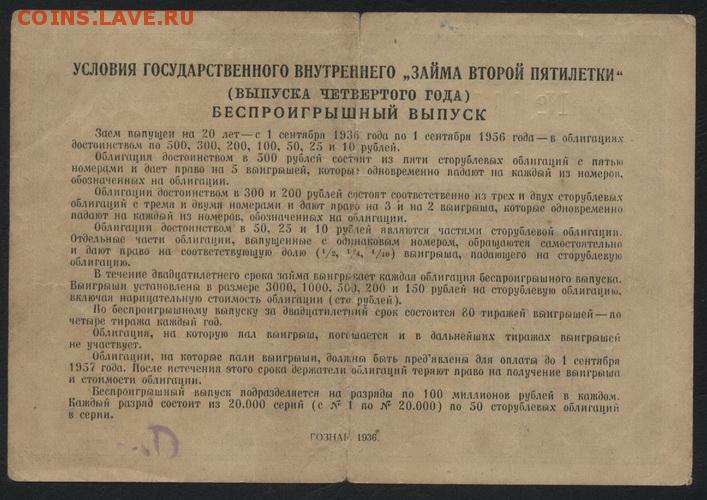 COINS.LAVE.RU
УСЛОВИЯ ГОСУДАРСТВЕННОГО ВНУТРЕННЕГО „ЗАЙМА ВТОРОЙ ПЯТИЛЕТКИ“
(ВЫПУСКА ЧЕТВЕРТОГО ГОДА)
БЕСПРОИГРЫШНЫЙ ВЫПУСК
Заем выпущен на 20 лет—с 1 сентября 1936 года по 1 сентября 1956 года—в облигациях
достоинством по 500, 300, 200, 100, 50, 25 и 10 рублей.
Облигация достоинством в 500 рублей состоит из пяти сторублевых облигаций с пятью
номерами и дает право на 5 выигрышей, которые одновременно падают на каждый из номеров,
обозначенных на облигации.
Облигации достоинством в 300 и 200 рублей состоят соответственно из трех и двух сторублевых
облигаций с тремя и двумя номерами и дают право на 3 и на 2 выигрыша, которые одновременно
падают на каждый из номеров, обозначенных на облигации.
Облигации достоинством в 50, 25 и 10 рублей являются частями сторублевой облигации.
Отдельные части облигации, выпущенные с одинаковым номером, обращаются самостоятельно
и дают право на соответствующую долю (1/2, 1/4, 1/10) выигрыша, падающего на сторублевую
облигацию.
В течение двадцатилетнего срока займа выигрывает каждая облигация беспроигрышного выпуска.
Выигрыши установлены в размере 3000, 1000, 500, 200 и 150 рублей на сторублевую облигацию,
включая нарицательную стоимость облигации (сто рублей).
По беспроигрышному выпуску за двадцатилетний срок состоится 80 тиражей выигрышей—по
четыре тиража каждый год.
Облигация, на которую пал выигрыш, погашается и в дальнейших тиражах выигрышей
не участвует.
Облигации, на которые пали выигрыши, должны быть пред'явлены для оплаты до 1 сентября
1957 года. После истечения этого срока держатели облигаций теряют право на получение выигрыша
и стоимости облигации.
Беспроигрышный выпуск подразделяется на разряды по 100 миллионов рублей в каждом.
Каждый разряд состоит из 20.000 серий (с № 1 по № 20.000) по 50 сторублевых облигаций
в серии.
ГОЗНАК. 1936.